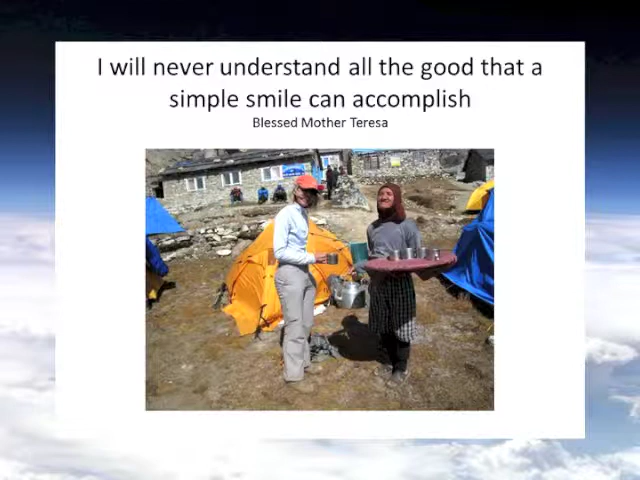 I will never understand all the good that a
simple smile can accomplish
Blessed Mother Teresa